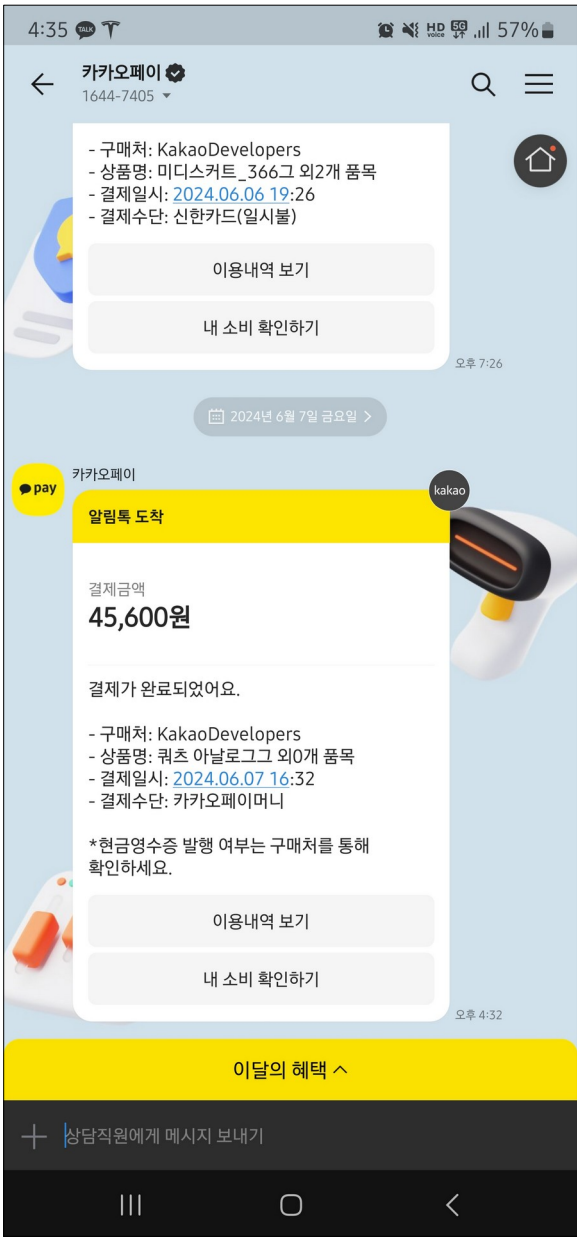 4:35 TALK HD voice 5G 57%
카카오페이
1644-7405
- 구매처: KakaoDevelopers
- 상품명: 미디스커트_366그 외2개 품목
- 결제일시: 2024.06.06 19:26
- 결제수단: 신한카드(일시불)
이용내역 보기
내 소비 확인하기
오후 7:26
2024년 6월 7일 금요일 >
pay
카카오페이
kakao
알림톡 도착
결제금액
45,600원
결제가 완료되었어요.
- 구매처: KakaoDevelopers
- 상품명: 쿼츠 아날로그그 외0개 품목
- 결제일시: 2024.06.07 16:32
- 결제수단: 카카오페이머니
*현금영수증 발행 여부는 구매처를 통해
확인하세요.
이용내역 보기
내 소비 확인하기
오후 4:32
이달의 혜택
상담직원에게 메시지 보내기